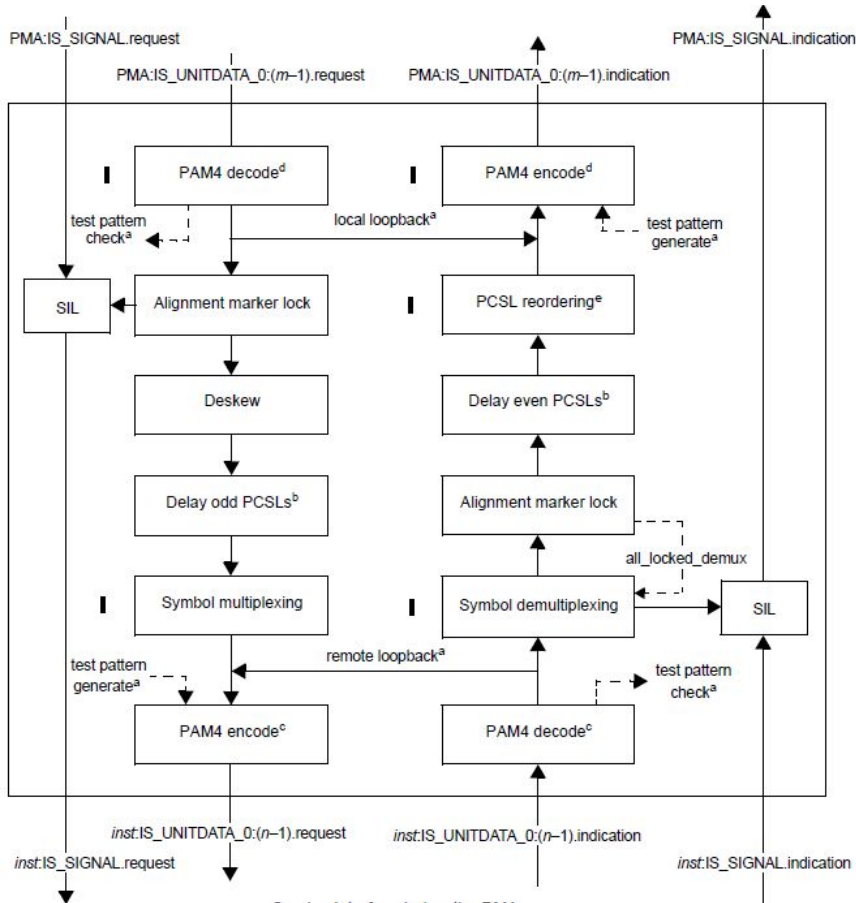 PMA:IS_SIGNAL.request
PMA:IS_SIGNAL.indication
PMA:IS_UNITDATA_0:(m–1).request
PMA:IS_UNITDATA_0:(m–1).indication
PAM4 decodeᵈ
PAM4 encodeᵈ
test pattern
checkᵃ
local loopbackᵃ
test pattern
generateᵃ
SIL
Alignment marker lock
PCSL reorderingᵉ
Deskew
Delay even PCSLsᵇ
Delay odd PCSLsᵇ
Alignment marker lock
all_locked_demux
Symbol multiplexing
Symbol demultiplexing
SIL
test pattern
generateᵃ
remote loopbackᵃ
test pattern
checkᵃ
PAM4 encodeᶜ
PAM4 decodeᶜ
inst:IS_UNITDATA_0:(n–1).request
inst:IS_UNITDATA_0:(n–1).indication
inst:IS_SIGNAL.request
inst:IS_SIGNAL.indication